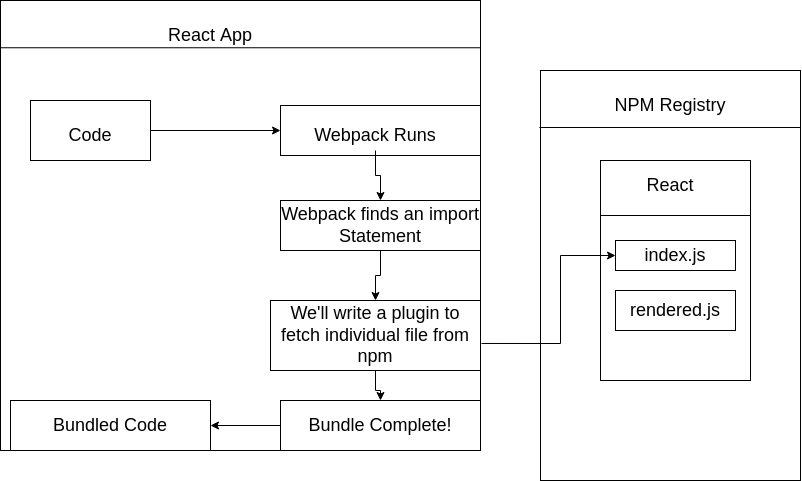 React App
Code
Webpack Runs
Webpack finds an import
Statement
We'll write a plugin to
fetch individual file from
npm
Bundle Complete!
Bundled Code
NPM Registry
React
index.js
rendered.js